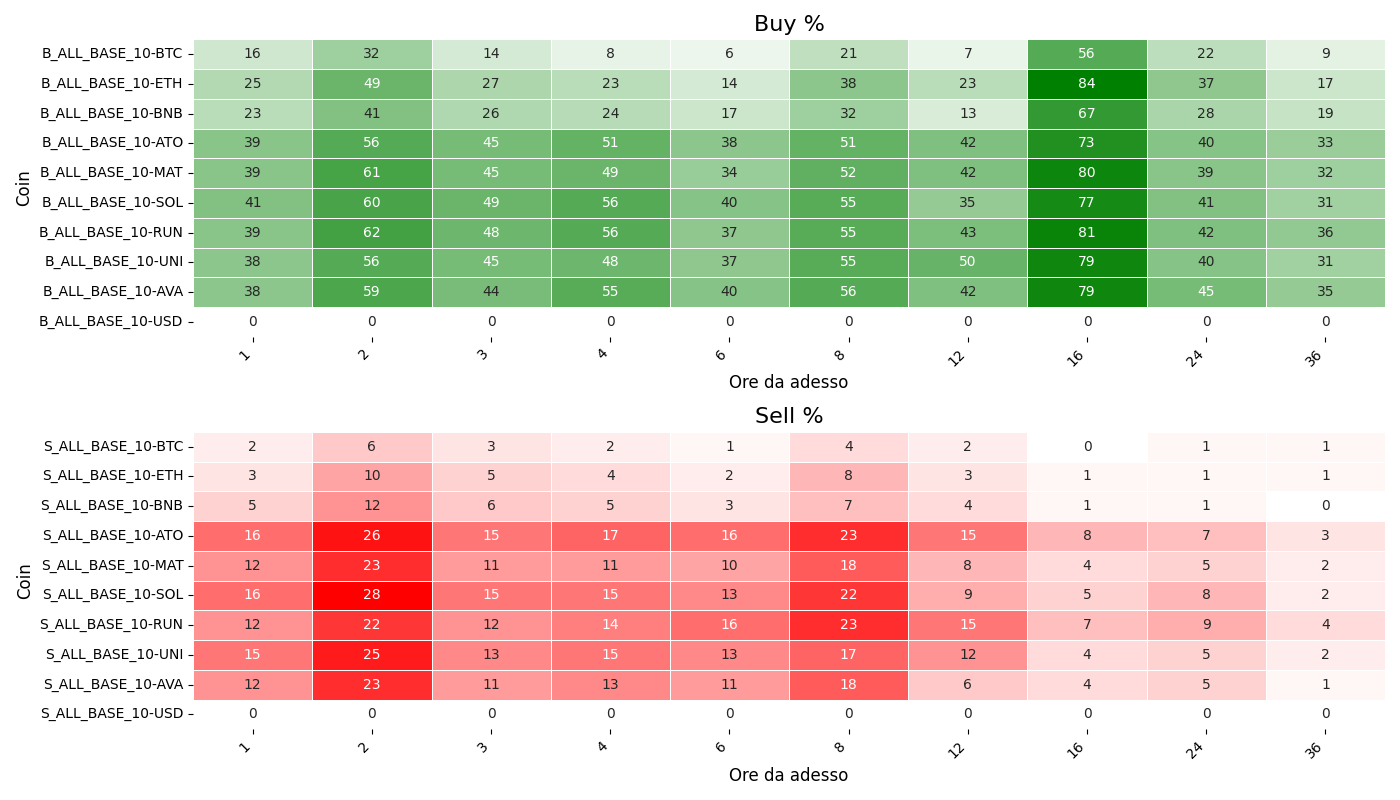 Buy %
Coin
B_ALL_BASE_10-BTC 16 32 14 8 6 21 7 56 22 9
B_ALL_BASE_10-ETH 25 49 27 23 14 38 23 84 37 17
B_ALL_BASE_10-BNB 23 41 26 24 17 32 13 67 28 19
B_ALL_BASE_10-ATO 39 56 45 51 38 51 42 73 40 33
B_ALL_BASE_10-MAT 39 61 45 49 34 52 42 80 39 32
B_ALL_BASE_10-SOL 41 60 49 56 40 55 35 77 41 31
B_ALL_BASE_10-RUN 39 62 48 56 37 55 43 81 42 36
B_ALL_BASE_10-UNI 38 56 45 48 37 55 50 79 40 31
B_ALL_BASE_10-AVA 38 59 44 55 40 56 42 79 45 35
B_ALL_BASE_10-USD 0 0 0 0 0 0 0 0 0 0
1 2 3 4 6 8 12 16 24 36
Ore da adesso
Sell %
Coin
S_ALL_BASE_10-BTC 2 6 3 2 1 4 2 0 1 1
S_ALL_BASE_10-ETH 3 10 5 4 2 8 3 1 1 1
S_ALL_BASE_10-BNB 5 12 6 5 3 7 4 1 1 0
S_ALL_BASE_10-ATO 16 26 15 17 16 23 15 8 7 3
S_ALL_BASE_10-MAT 12 23 11 11 10 18 8 4 5 2
S_ALL_BASE_10-SOL 16 28 15 15 13 22 9 5 8 2
S_ALL_BASE_10-RUN 12 22 12 14 16 23 15 7 9 4
S_ALL_BASE_10-UNI 15 25 13 15 13 17 12 4 5 2
S_ALL_BASE_10-AVA 12 23 11 13 11 18 6 4 5 1
S_ALL_BASE_10-USD 0 0 0 0 0 0 0 0 0 0
1 2 3 4 6 8 12 16 24 36
Ore da adesso